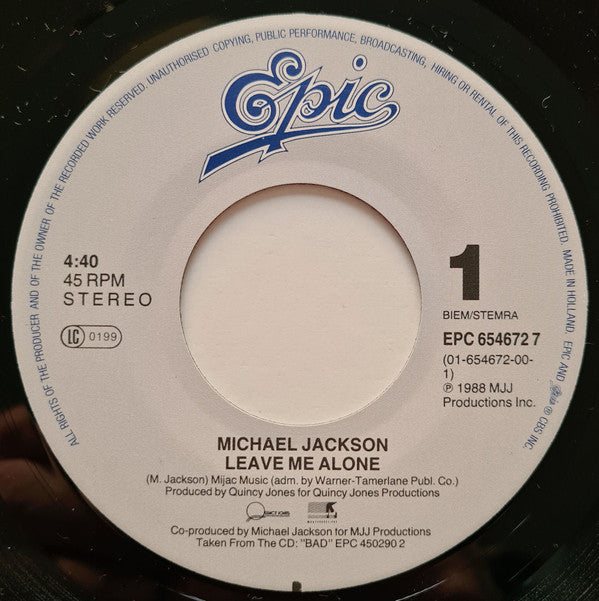 ALL RIGHTS OF THE PRODUCER AND OF THE OWNER OF THE RECORDED WORK RESERVED. UNAUTHORISED COPYING, PUBLIC PERFORMANCE, BROADCASTING, HIRING OR RENTAL OF THIS RECORDING PROHIBITED. MADE IN HOLLAND. EPIC AND Epic ® CBS INC.
Epic
4:40
45 RPM
STEREO
LC 0199
1
BIEM/STEMRA
EPC 654672 7
(01-654672-00-
1)
℗ 1988 MJJ
Productions Inc.
MICHAEL JACKSON
LEAVE ME ALONE
(M. Jackson) Mijac Music (adm. by Warner-Tamerlane Publ. Co.)
Produced by Quincy Jones for Quincy Jones Productions
QUINCY JONES
Co-produced by Michael Jackson for MJJ Productions
Taken From The CD: "BAD" EPC 450290 2